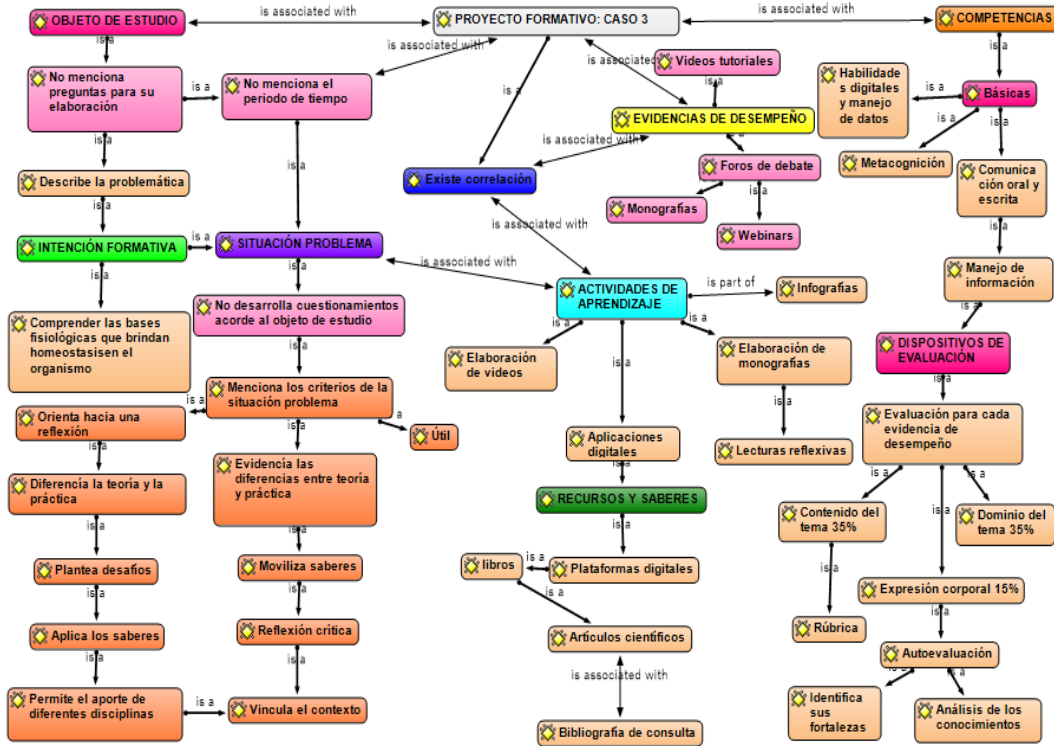 OBJETO DE ESTUDIO
is associated with
PROYECTO FORMATIVO: CASO 3
is associated with
COMPETENCIAS
is a
is associated with
is associated
is a
No menciona
preguntas para su
elaboración
is a
No menciona el
periodo de tiempo
Videos tutoriales
is a
Habilidade
s digitales
y manejo
de datos
is a
Básicas
is a
is a
is a
EVIDENCIAS DE DESEMPEÑO
is a
is associated with
Foros de debate
is a
is a
Metacognición
Comunica
ción oral y
escrita
is a
Describe la problemática
is a
is a
Existe correlación
Monografías
Webinars
is associated with
INTENCIÓN FORMATIVA
is a
SITUACIÓN PROBLEMA
is a
is associated with
is a
Manejo de
información
is a
ACTIVIDADES DE
APRENDIZAJE
is part of
Infografías
is a
is a
is a
Comprender las bases
fisiológicas que brindan
homeostasisen el
organismo
No desarrolla cuestionamientos
acorde al objeto de estudio
is a
DISPOSITIVOS DE
EVALUACIÓN
is a
Elaboración
de videos
Elaboración de
monografías
is a
Menciona los criterios de la
situación problema
is a
is a
a
Útil
Orienta hacia una
reflexión
is a
Evaluación para cada
evidencia de
desempeño
is a
is a
is a
Aplicaciones
digitales
is a
Lecturas reflexivas
Evidencía las
diferencias entre teoría
y práctica
is a
Diferencía la teoría y la
práctica
is a
RECURSOS Y SABERES
is a
Contenido del
tema 35%
is a
Dominio del
tema 35%
Plantea desafios
is a
Moviliza saberes
is a
libros
is a
Plataformas digitales
is a
Expresión corporal 15%
is a
Aplica los saberes
is a
Reflexión crítica
is a
Artículos científicos
is associated with
Rúbrica
Autoevaluación
is a
is a
Permite el aporte de
diferentes disciplinas
is a
Vincula el contexto
Bibliografía de consulta
Identifica
sus
fortalezas
Análisis de los
conocimientos